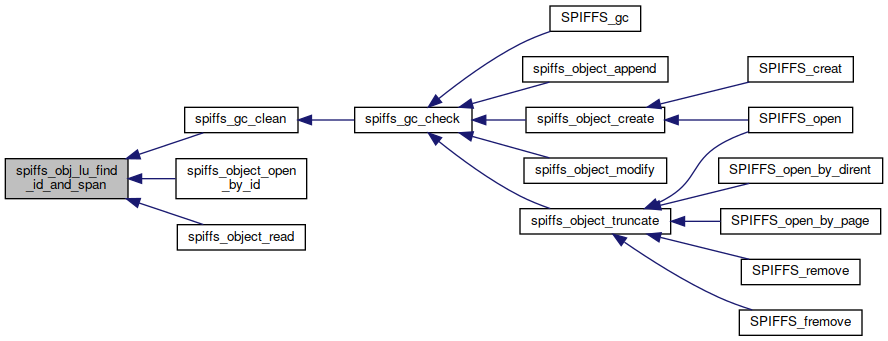 SPIFFS_gc
spiffs_object_append
SPIFFS_creat
spiffs_gc_clean
spiffs_gc_check
spiffs_object_create
SPIFFS_open
spiffs_obj_lu_find
_id_and_span
spiffs_object_open
_by_id
spiffs_object_modify
SPIFFS_open_by_dirent
spiffs_object_read
spiffs_object_truncate
SPIFFS_open_by_page
SPIFFS_remove
SPIFFS_fremove